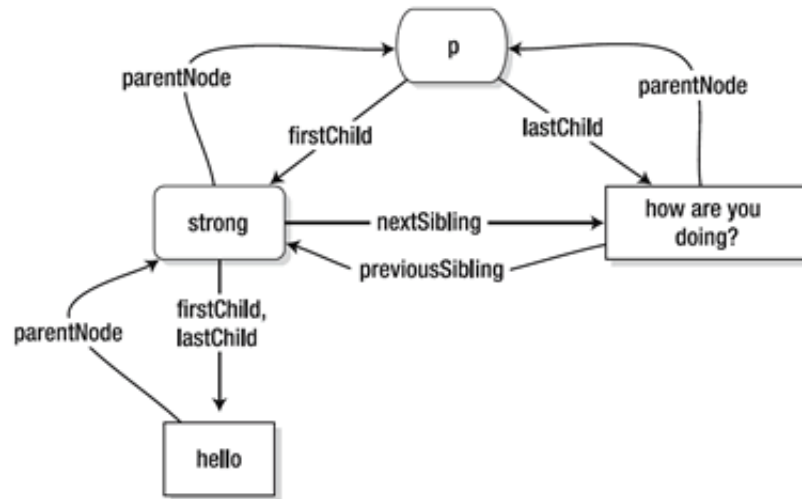 p
parentNode
parentNode
firstChild
lastChild
strong
nextSibling
how are you
doing?
previousSibling
firstChild,
lastChild
parentNode
hello